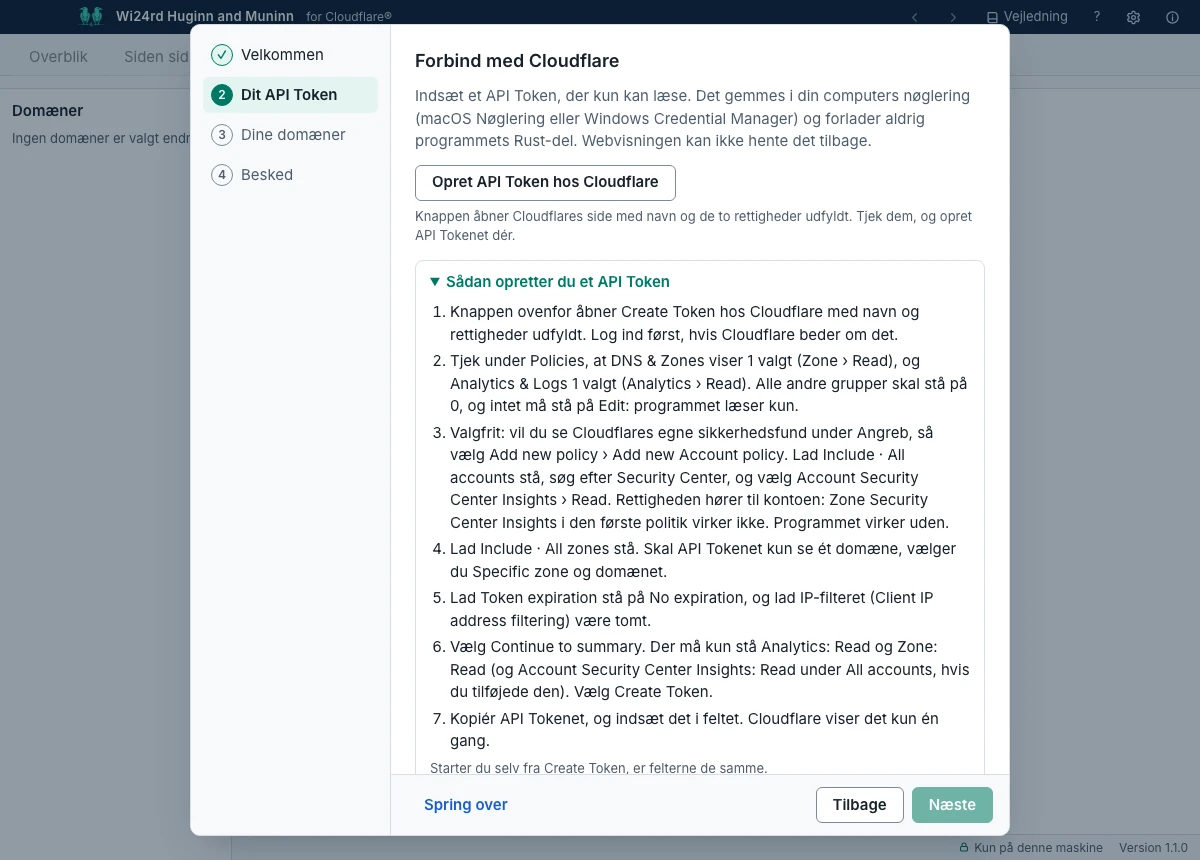 Wi24rd Huginn and Muninn for Cloudflare®
Vejledning
?
Overblik
Siden sid
Domæner
Ingen domæner er valgt endn
Velkommen
2 Dit API Token
3 Dine domæner
4 Besked
Forbind med Cloudflare
Indsæt et API Token, der kun kan læse. Det gemmes i din computers nøglering
(macOS Nøglering eller Windows Credential Manager) og forlader aldrig
programmets Rust-del. Webvisningen kan ikke hente det tilbage.
Opret API Token hos Cloudflare
Knappen åbner Cloudflares side med navn og de to rettigheder udfyldt. Tjek dem, og opret
API Tokenet dér.
▼ Sådan opretter du et API Token
1. Knappen ovenfor åbner Create Token hos Cloudflare med navn og
rettigheder udfyldt. Log ind først, hvis Cloudflare beder om det.
2. Tjek under Policies, at DNS & Zones viser 1 valgt (Zone › Read), og
Analytics & Logs 1 valgt (Analytics › Read). Alle andre grupper skal stå på
0, og intet må stå på Edit: programmet læser kun.
3. Valgfrit: vil du se Cloudflares egne sikkerhedsfund under Angreb, så
vælg Add new policy › Add new Account policy. Lad Include · All
accounts stå, søg efter Security Center, og vælg Account Security
Center Insights › Read. Rettigheden hører til kontoen: Zone Security
Center Insights i den første politik virker ikke. Programmet virker uden.
4. Lad Include · All zones stå. Skal API Tokenet kun se ét domæne, vælger
du Specific zone og domænet.
5. Lad Token expiration stå på No expiration, og lad IP-filteret (Client IP
address filtering) være tomt.
6. Vælg Continue to summary. Der må kun stå Analytics: Read og Zone:
Read (og Account Security Center Insights: Read under All accounts, hvis
du tilføjede den). Vælg Create Token.
7. Kopiér API Tokenet, og indsæt det i feltet. Cloudflare viser det kun én
gang.
Starter du selv fra Create Token, er felterne de samme.
Spring over
Tilbage
Næste
Kun på denne maskine
Version 1.1.0